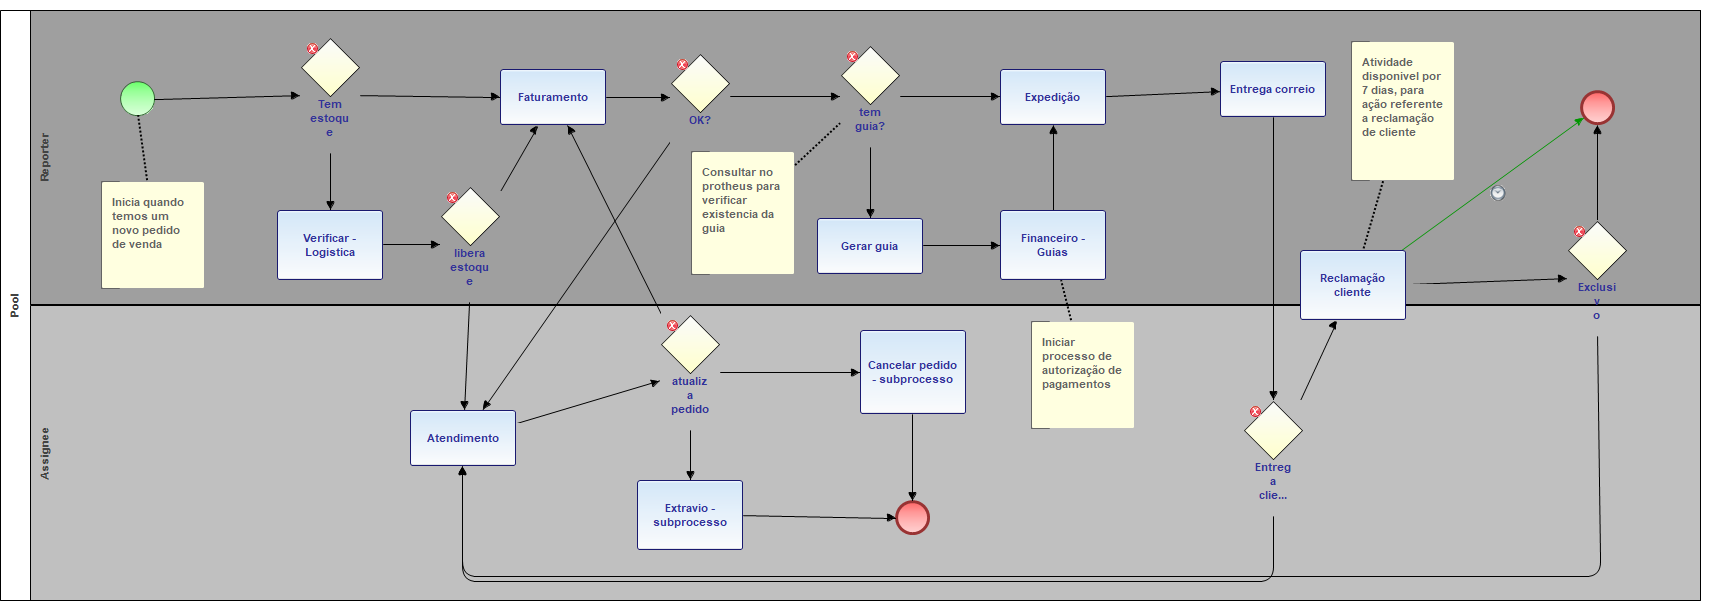 Pool
Reporter
Assignee
Inicia quando
temos um
novo pedido
de venda
Tem
estoqu
e
Verificar -
Logistica
libera
estoqu
e
Faturamento
OK?
Consultar no
protheus para
verificar
existencia da
guia
tem
guia?
Gerar guia
Expedição
Financeiro -
Guias
Iniciar
processo de
autorização de
pagamentos
Entrega correio
Atividade
disponivel por
7 dias, para
ação referente
a reclamação
de cliente
Reclamação
cliente
Exclusi
v
o
Atendimento
atualiz
a
pedido
Cancelar pedido
- subprocesso
Extravio -
subprocesso
Entreg
a
clie...